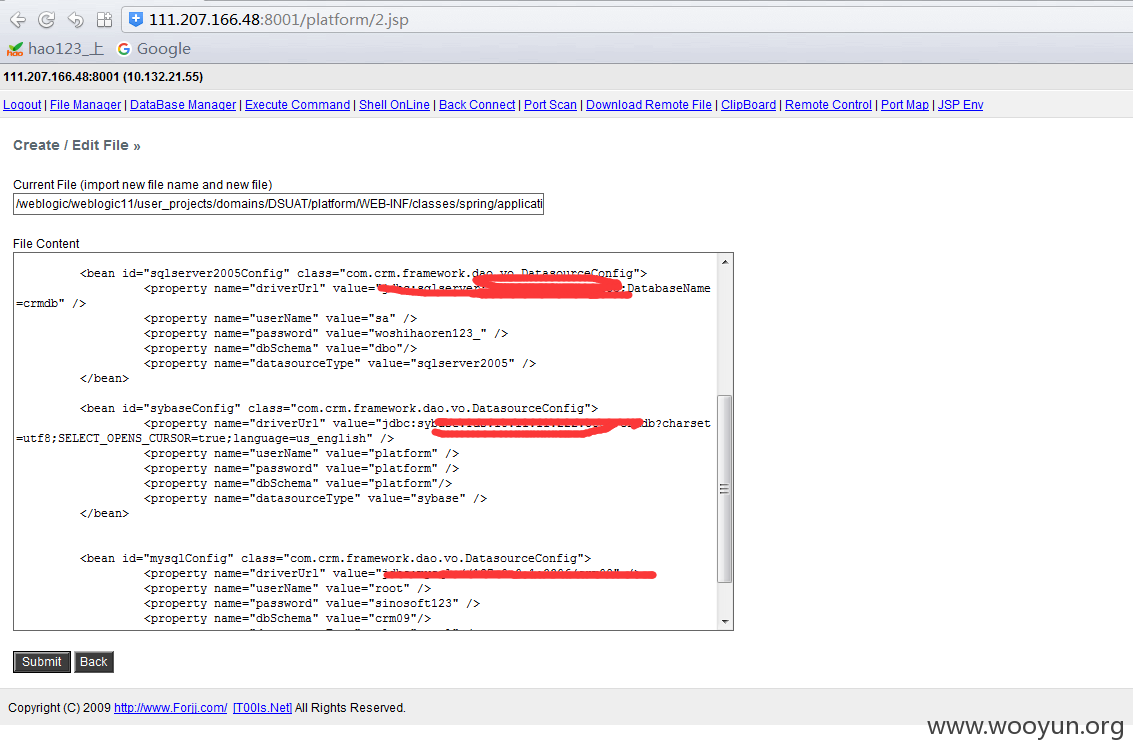 111.207.166.48:8001/platform/2.jsp
hao123_上 Google
111.207.166.48:8001 (10.132.21.55)
Logout | File Manager | DataBase Manager | Execute Command | Shell OnLine | Back Connect | Port Scan | Download Remote File | ClipBoard | Remote Control | Port Map | JSP Env
Create / Edit File »
Current File (import new file name and new file)
/weblogic/weblogic11/user_projects/domains/DSUAT/platform/WEB-INF/classes/spring/applicati
File Content
<bean id="sqlserver2005Config" class="com.crm.framework.dao.vo.DatasourceConfig">
<property name="driverUrl" value="jdbc:sqlserver :DatabaseName
=crmdb" />
<property name="userName" value="sa" />
<property name="password" value="woshihaoren123_" />
<property name="dbSchema" value="dbo"/>
<property name="datasourceType" value="sqlserver2005" />
</bean>
<bean id="sybaseConfig" class="com.crm.framework.dao.vo.DatasourceConfig">
<property name="driverUrl" value="jdbc:syb db?charset
=utf8;SELECT_OPENS_CURSOR=true;language=us_english" />
<property name="userName" value="platform" />
<property name="password" value="platform" />
<property name="dbSchema" value="platform"/>
<property name="datasourceType" value="sybase" />
</bean>
<bean id="mysqlConfig" class="com.crm.framework.dao.vo.DatasourceConfig">
<property name="driverUrl" value="
<property name="userName" value="root" />
<property name="password" value="sinosoft123" />
<property name="dbSchema" value="crm09"/>
Submit Back
Copyright (C) 2009 http://www.Forjj.com/ [T00ls.Net] All Rights Reserved.
www.wooyun.org